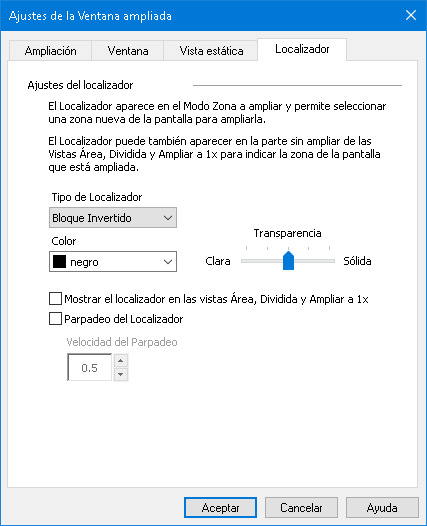 Ajustes de la Ventana ampliada
Ampliación
Ventana
Vista estática
Localizador
Ajustes del localizador
El Localizador aparece en el Modo Zona a ampliar y permite seleccionar
una zona nueva de la pantalla para ampliarla.
El Localizador puede también aparecer en la parte sin ampliar de las
Vistas Área, Dividida y Ampliar a 1x para indicar la zona de la pantalla
que está ampliada.
Tipo de Localizador
Bloque Invertido
Color
negro
Transparencia
Clara
Sólida
Mostrar el localizador en las vistas Área, Dividida y Ampliar a 1x
Parpadeo del Localizador
Velocidad del Parpadeo
0.5
Aceptar
Cancelar
Ayuda